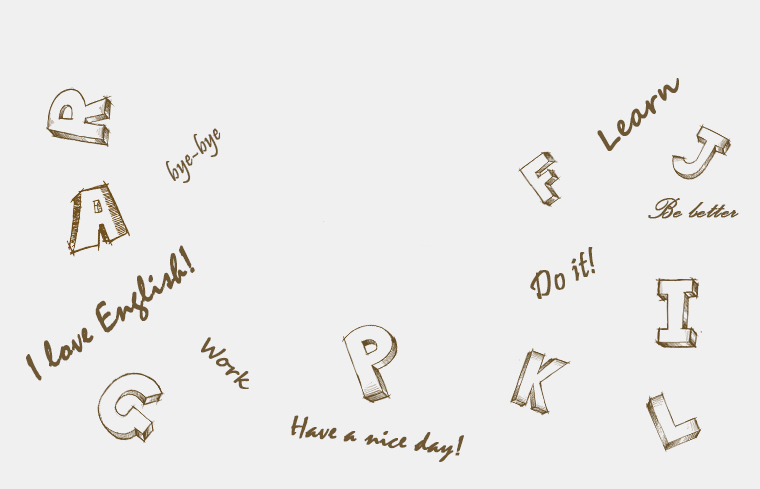 R
bye-bye
A
I love English!
G
Work
P
Have a nice day!
Learn
F
J
Be better
Do it!
I
K
L